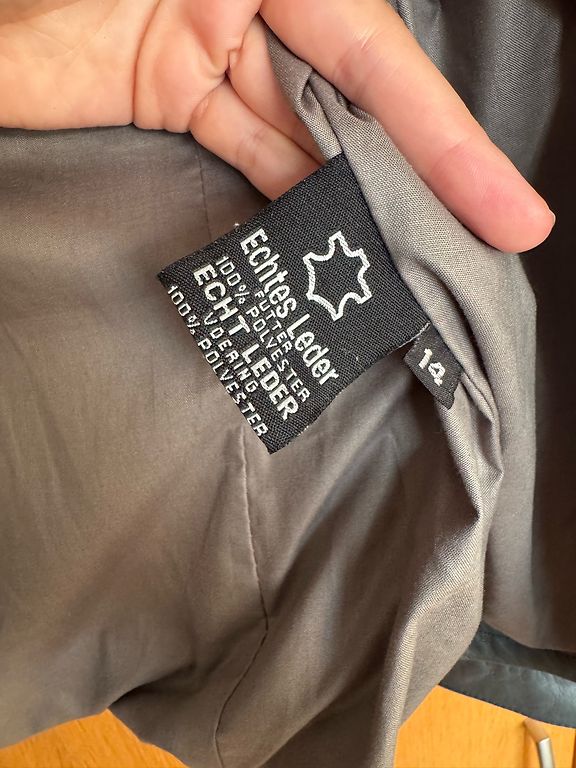 Echtes Leder
FUTTER
100% POLYESTER
ECHT LEDER
VOERING
100% POLYESTER
14